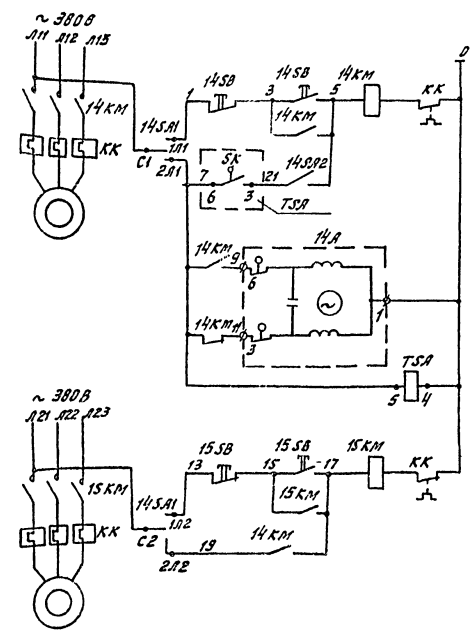 ~ 380 В
Л11 Л12 Л13
0
14КМ
КК
14SA1
1Л1
С1
2Л1
1 14SB 3 14SB 5 14КМ КК
14КМ
SK
7 6 3 121 14SA2
TSA
14КМ 9 14А
6
~
1
14КМ 11
3
TSA
5 4
~ 380 В
Л21 Л22 Л23
15КМ
КК
14SA1
1Л2
С2
2Л2
13 15SB 15 15SB 17 15КМ КК
15КМ
19 14КМ